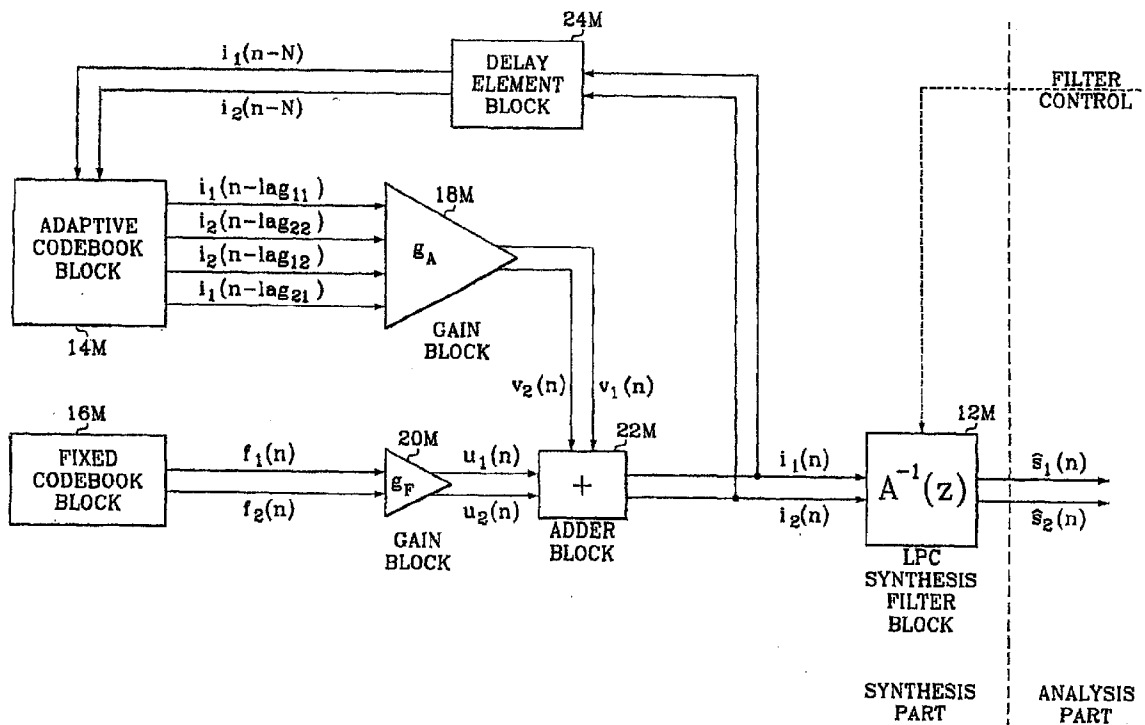 24M
DELAY
ELEMENT
BLOCK
i₁(n-N)
i₂(n-N)
FILTER
CONTROL
ADAPTIVE
CODEBOOK
BLOCK
14M
i₁(n-lag₁₁)
i₂(n-lag₂₂)
i₂(n-lag₁₂)
i₁(n-lag₂₁)
18M
g_A
GAIN
BLOCK
v₂(n)
v₁(n)
16M
FIXED
CODEBOOK
BLOCK
f₁(n)
f₂(n)
20M
g_F
GAIN
BLOCK
u₁(n)
u₂(n)
22M
+
ADDER
BLOCK
i₁(n)
i₂(n)
12M
A⁻¹(z)
LPC
SYNTHESIS
FILTER
BLOCK
ŝ₁(n)
ŝ₂(n)
SYNTHESIS
PART
ANALYSIS
PART